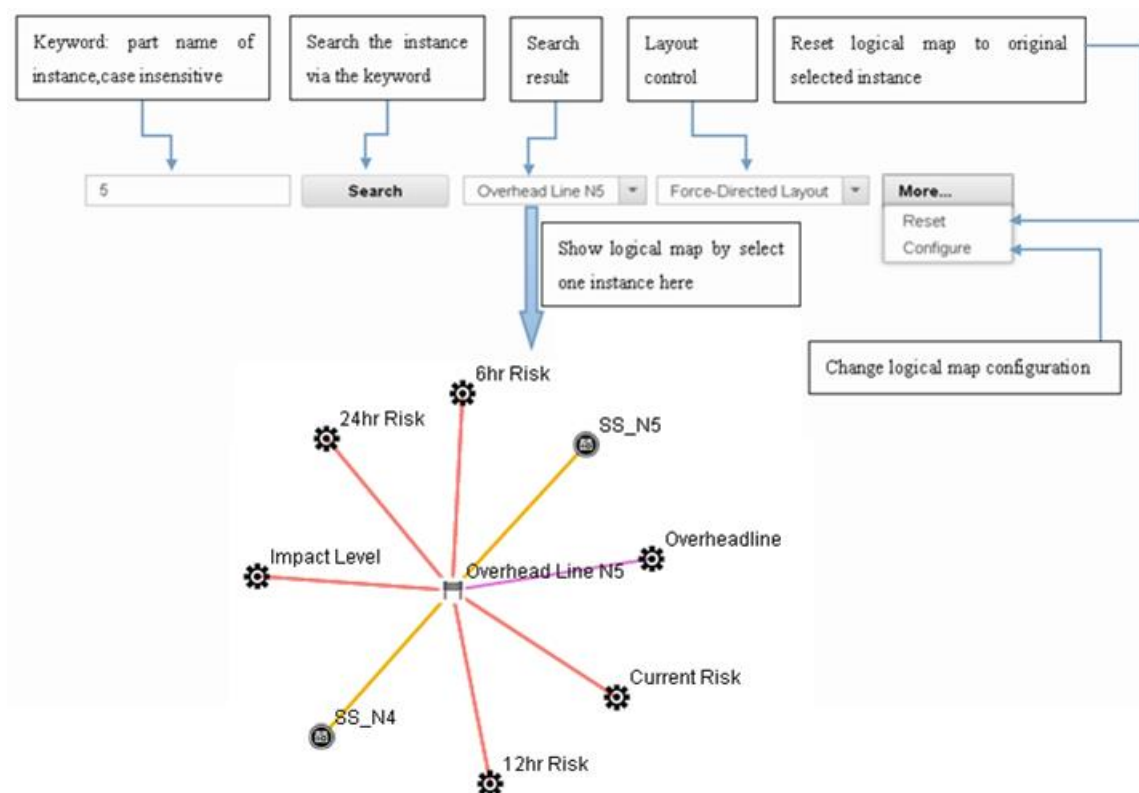 Keyword: part name of
instance,case insensitive
Search the instance
via the keyword
Search
result
Layout
control
Reset logical map to original
selected instance
5
Search
Overhead Line N5
Force-Directed Layout
More...
Reset
Configure
Show logical map by select
one instance here
Change logical map configuration
6hr Risk
24hr Risk
SS_N5
Overheadline
Impact Level
Overhead Line N5
Current Risk
SS_N4
12hr Risk